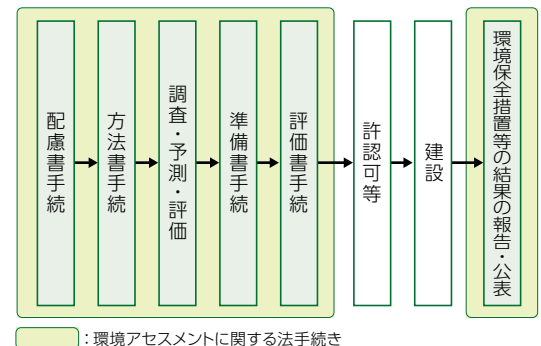 配慮書手続
方法書手続
調査・予測・評価
準備書手続
評価書手続
許認可等
建設
環境保全措置等の結果の報告・公表
：環境アセスメントに関する法手続き